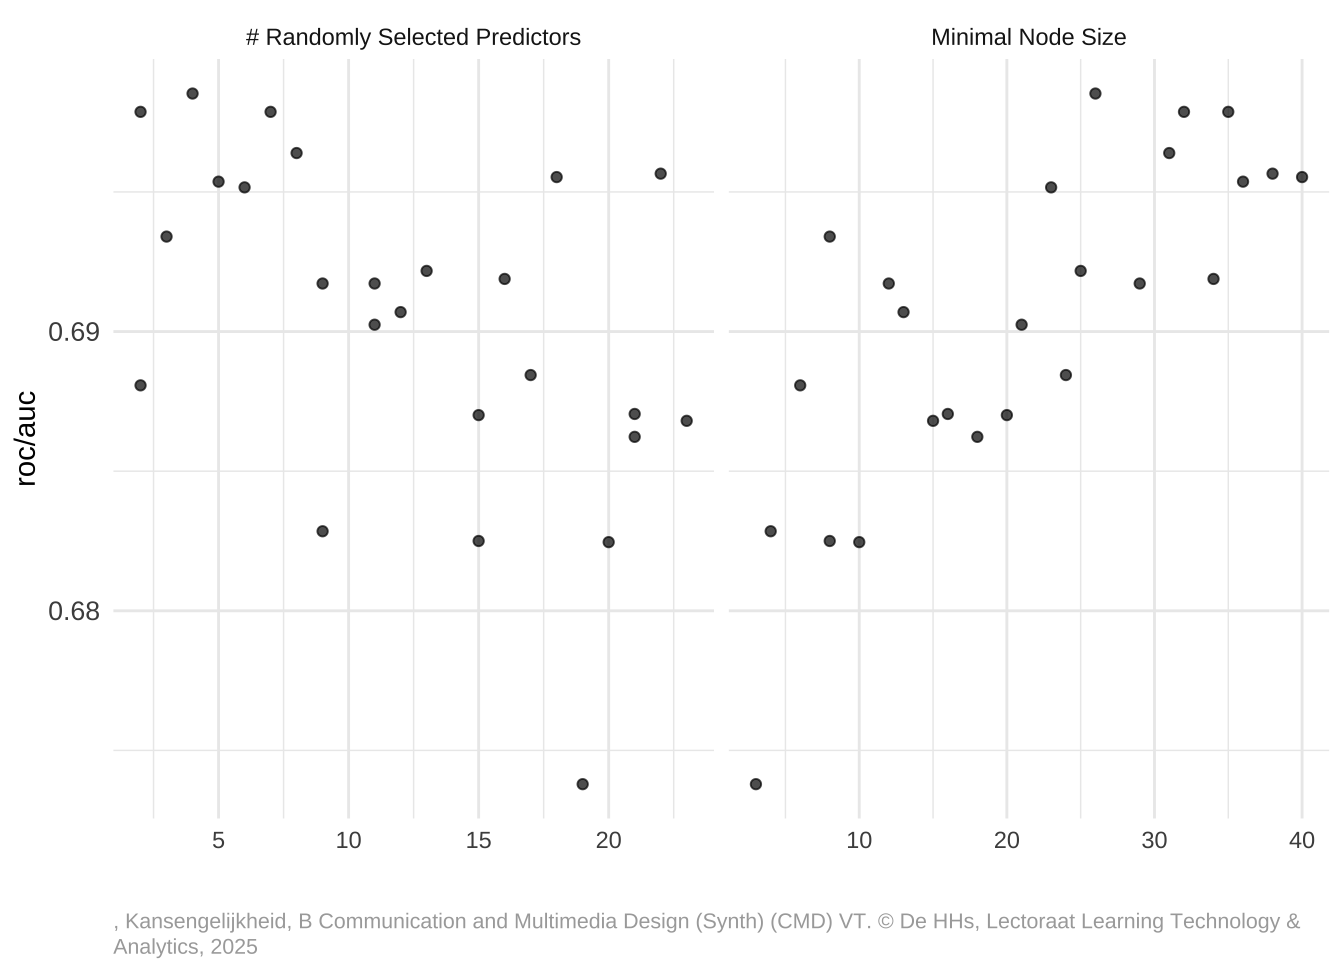 # Randomly Selected Predictors
Minimal Node Size
roc/auc
0.69
0.68
5 10 15 20
10 20 30 40
, Kansengelijkheid, B Communication and Multimedia Design (Synth) (CMD) VT. © De HHs, Lectoraat Learning Technology &
Analytics, 2025